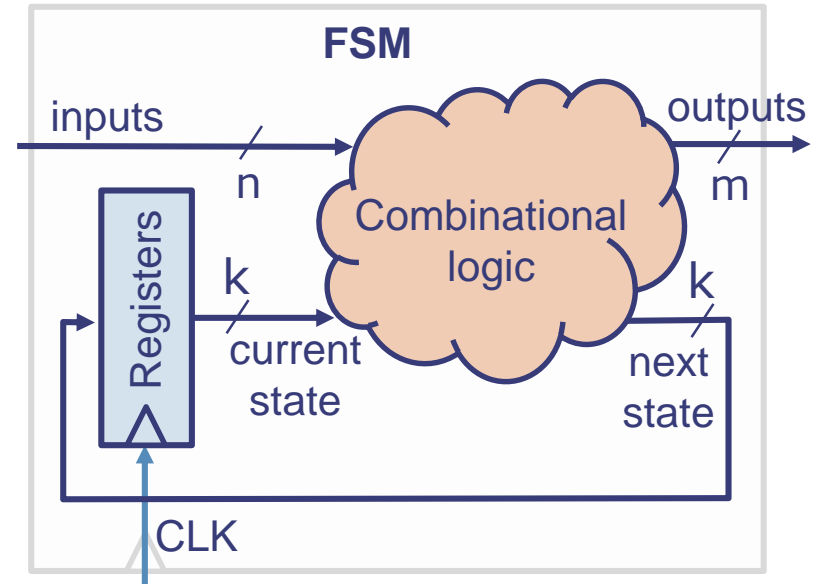 FSM
inputs
outputs
n
m
Combinational
logic
Registers
k
k
current
state
next
state
CLK